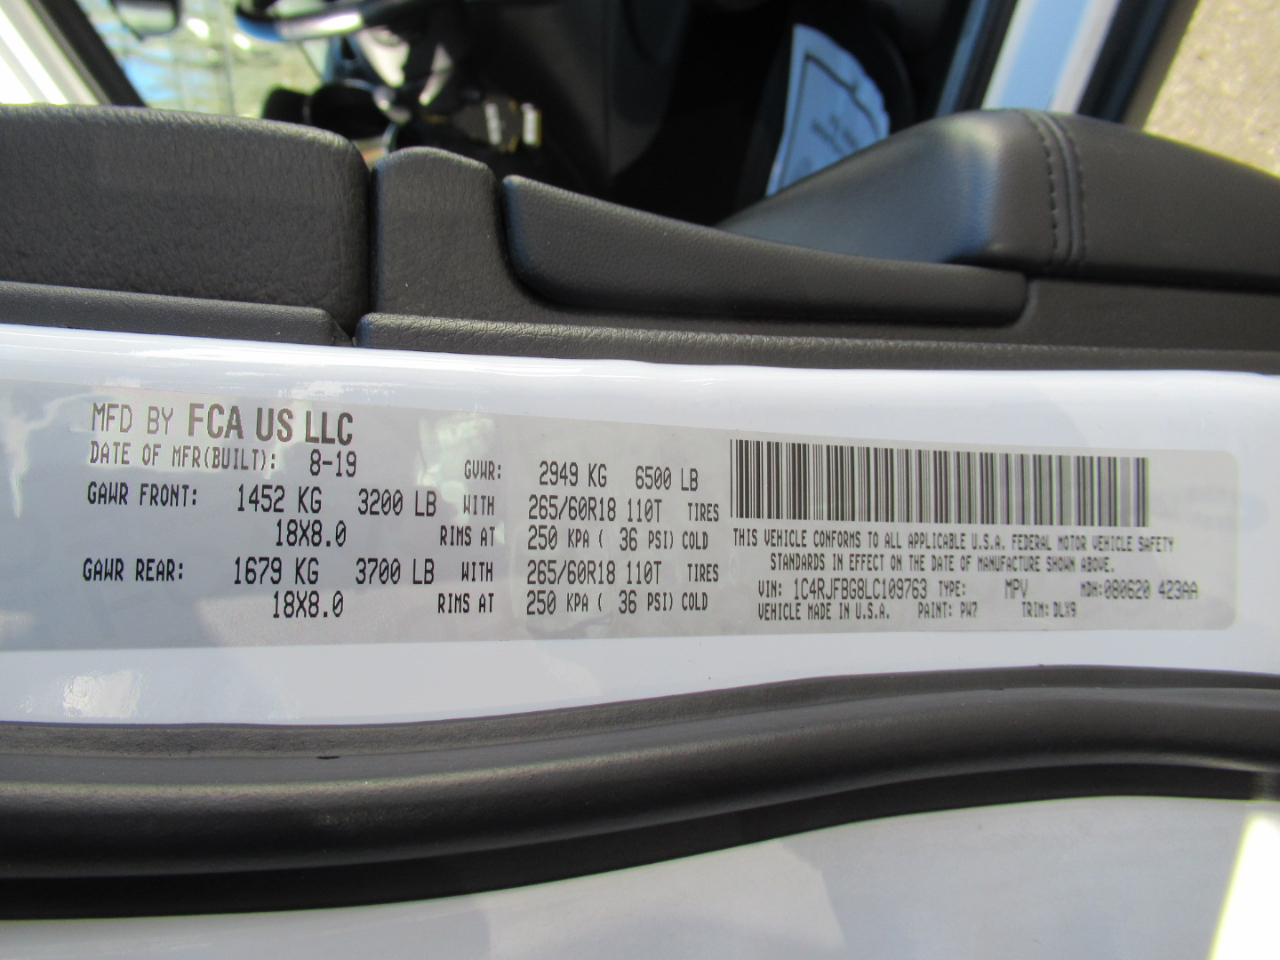 MFD BY FCA US LLC
DATE OF MFR(BUILT): 8-19 GVWR: 2949 KG 6500 LB
GAWR FRONT: 1452 KG 3200 LB WITH 265/60R18 110T TIRES
18X8.0 RIMS AT 250 KPA ( 36 PSI) COLD
GAWR REAR: 1679 KG 3700 LB WITH 265/60R18 110T TIRES
18X8.0 RIMS AT 250 KPA ( 36 PSI) COLD
THIS VEHICLE CONFORMS TO ALL APPLICABLE U.S.A. FEDERAL MOTOR VEHICLE SAFETY
STANDARDS IN EFFECT ON THE DATE OF MANUFACTURE SHOWN ABOVE.
VIN: 1C4RJFBG8LC109763 TYPE: MPV MDH:080620 423AA
VEHICLE MADE IN U.S.A. PAINT: PW7 TRIM: DLX9